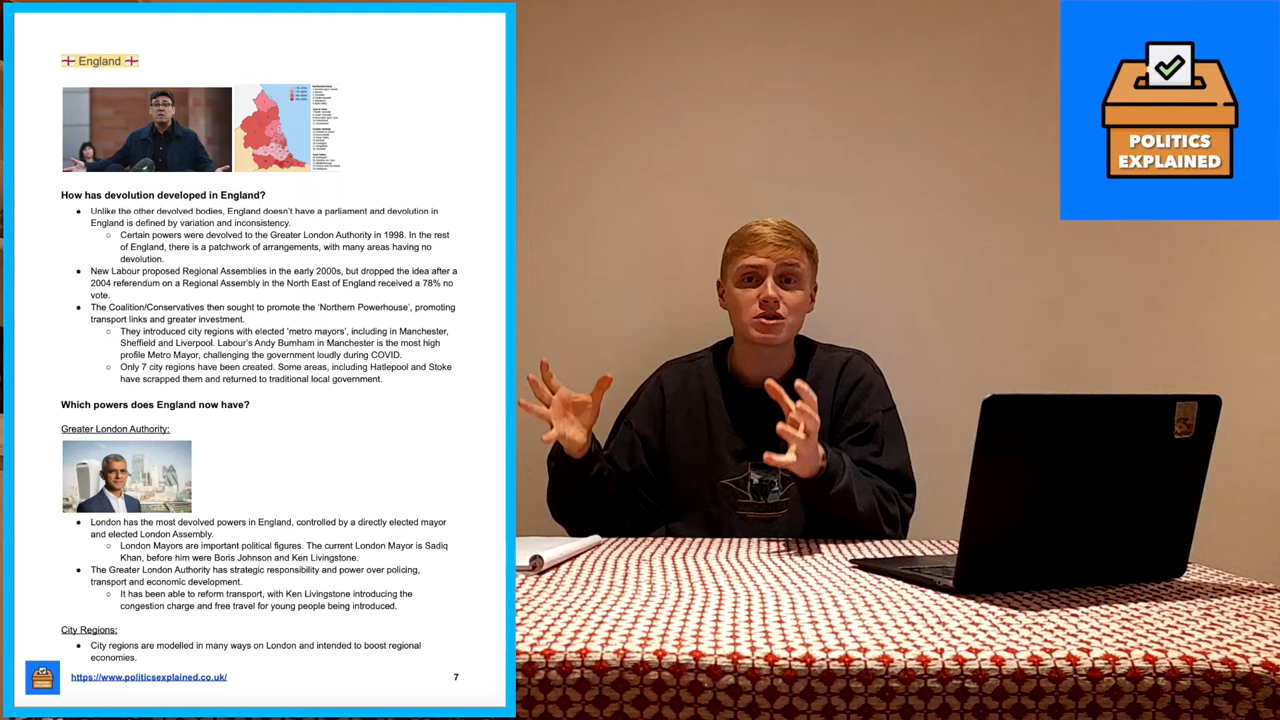 England
How has devolution developed in England?
● Unlike the other devolved bodies, England doesn't have a parliament and devolution in
England is defined by variation and inconsistency.
○ Certain powers were devolved to the Greater London Authority in 1998. In the rest
of England, there is a patchwork of arrangements, with many areas having no
devolution.
● New Labour proposed Regional Assemblies in the early 2000s, but dropped the idea after a
2004 referendum on a Regional Assembly in the North East of England received a 78% no
vote.
● The Coalition/Conservatives then sought to promote the 'Northern Powerhouse', promoting
transport links and greater investment.
○ They introduced city regions with elected 'metro mayors', including in Manchester,
Sheffield and Liverpool. Labour's Andy Burnham in Manchester is the most high
profile Metro Mayor, challenging the government loudly during COVID.
○ Only 7 city regions have been created. Some areas, including Hatlepool and Stoke
have scrapped them and returned to traditional local government.
Which powers does England now have?
Greater London Authority:
● London has the most devolved powers in England, controlled by a directly elected mayor
and elected London Assembly.
○ London Mayors are important political figures. The current London Mayor is Sadiq
Khan, before him were Boris Johnson and Ken Livingstone.
● The Greater London Authority has strategic responsibility and power over policing,
transport and economic development.
○ It has been able to reform transport, with Ken Livingstone introducing the
congestion charge and free travel for young people being introduced.
City Regions:
● City regions are modelled in many ways on London and intended to boost regional
economies.
https://www.politicsexplained.co.uk/
7
POLITICS
EXPLAINED